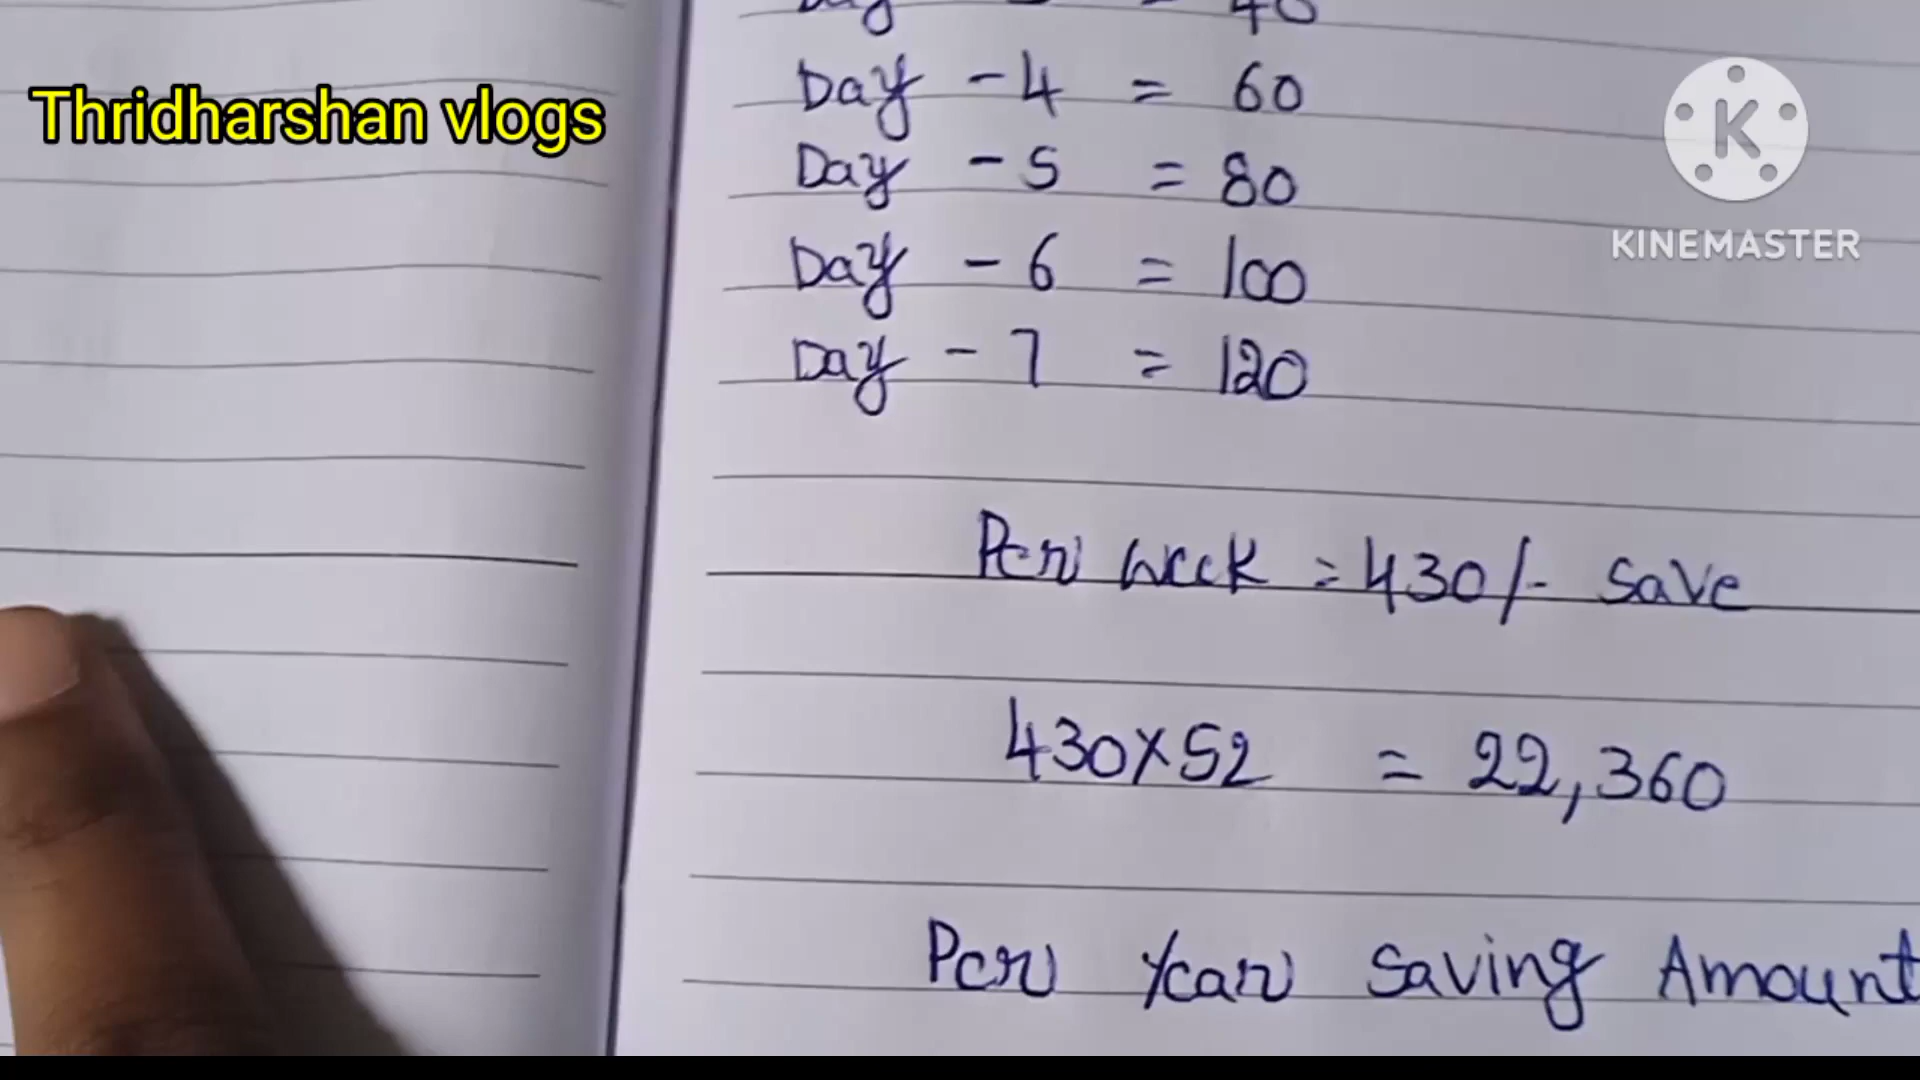 Thridharshan vlogs
KINEMASTER
Day - 4 = 60
Day - 5 = 80
Day - 6 = 100
Day - 7 = 120
Per week = 430/- save
430x52 = 22,360
Per year saving Amount